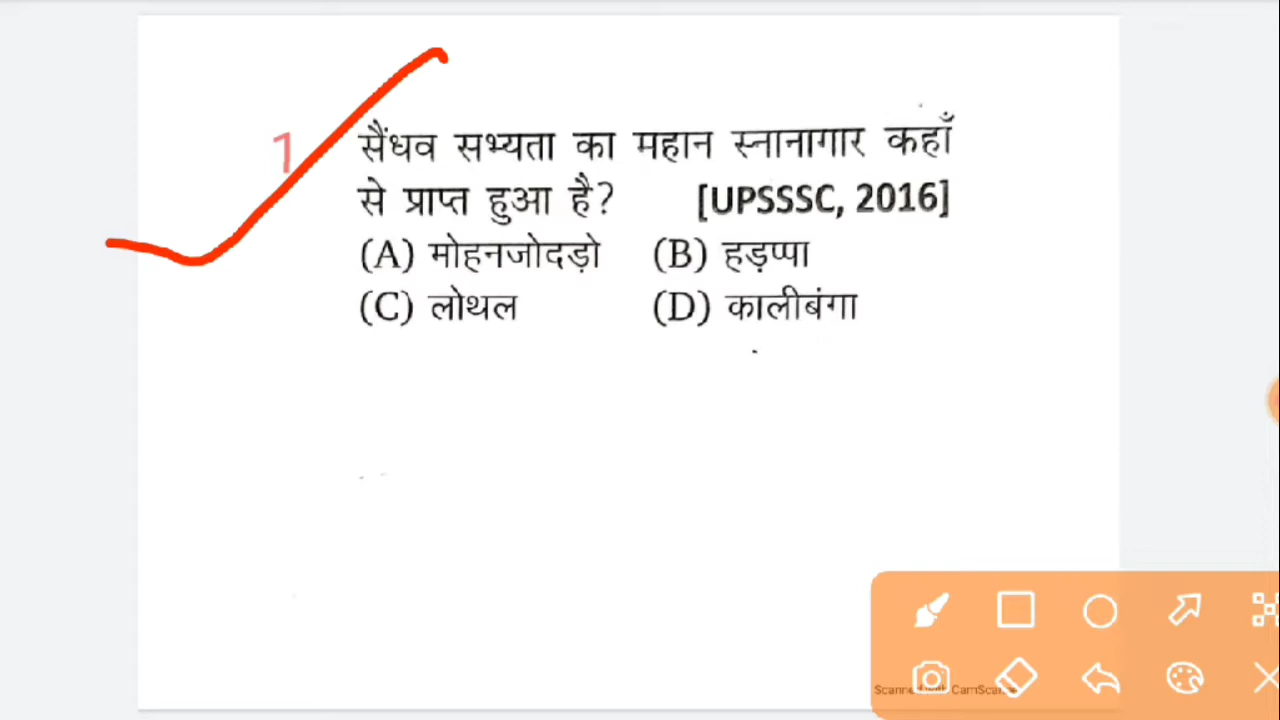 1 सैंधव सभ्यता का महान स्नानागार कहाँ
से प्राप्त हुआ है? [UPSSSC, 2016]
(A) मोहनजोदड़ो (B) हड़प्पा
(C) लोथल (D) कालीबंगा